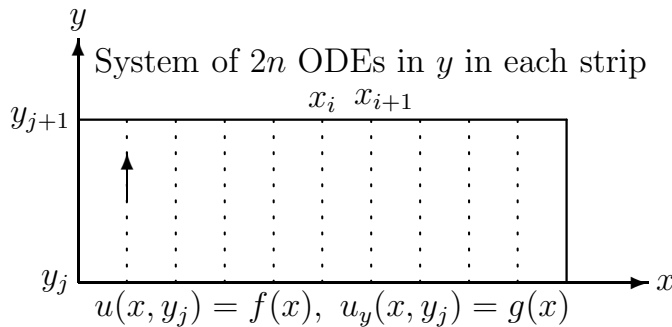 y
System of 2n ODEs in y in each strip
x_i x_{i+1}
y_{j+1}
y_j
x
u(x, y_j) = f(x), u_y(x, y_j) = g(x)